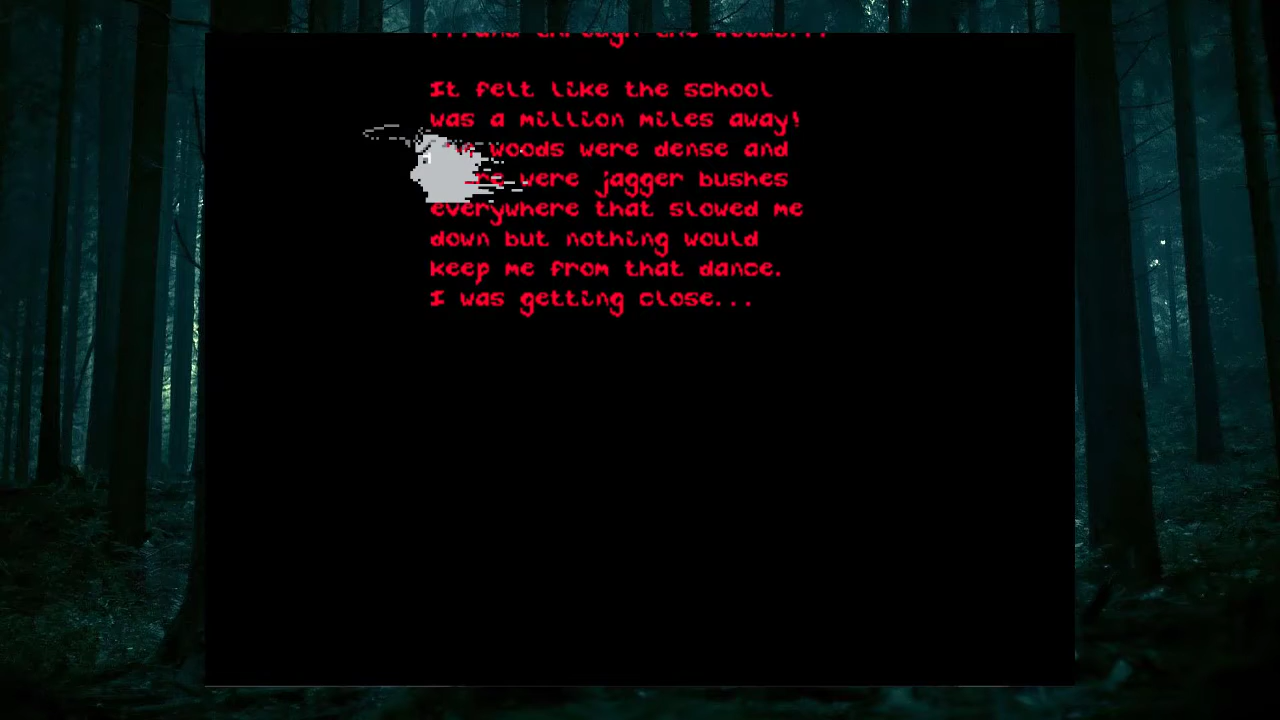 It felt like the school
was a million miles away!
woods were dense and
were jagger bushes
everywhere that slowed me
down but nothing would
keep me from that dance.
I was getting close...